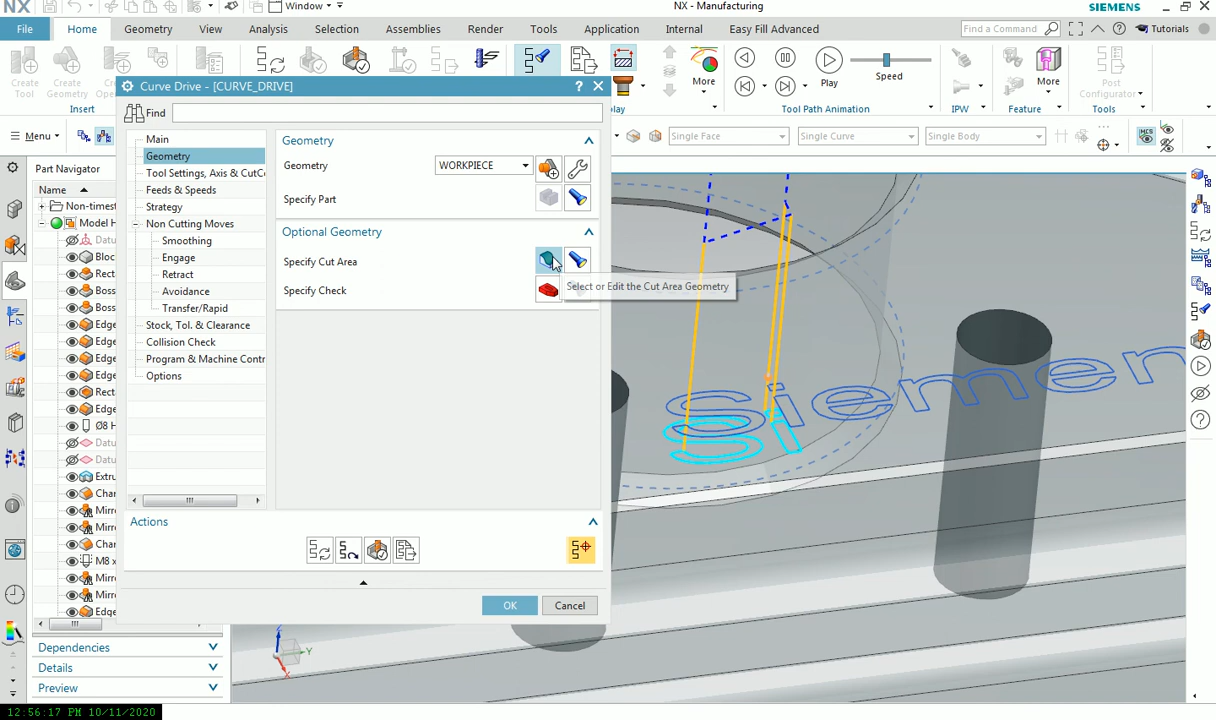 NX
Window
NX - Manufacturing
SIEMENS
File
Home
Geometry
View
Analysis
Selection
Assemblies
Render
Tools
Application
Internal
Easy Fill Advanced
Find a Command
Tutorials
Create Tool
Create Geometry
Insert
More
Play
Speed
Tool Path Animation
IPW
More
Feature
Post Configurator
Tools
Menu
Single Face
Single Curve
Single Body
MCS
Curve Drive - [CURVE_DRIVE]
Find
Main
Geometry
Tool Settings, Axis & CutCo
Feeds & Speeds
Strategy
Non Cutting Moves
Smoothing
Engage
Retract
Avoidance
Transfer/Rapid
Stock, Tol. & Clearance
Collision Check
Program & Machine Contr
Options
Geometry
Geometry
WORKPIECE
Specify Part
Optional Geometry
Specify Cut Area
Specify Check
Select or Edit the Cut Area Geometry
Actions
OK
Cancel
Part Navigator
Name
Non-timest
Model H
Datu
Bloc
Rect
Boss
Boss
Edge
Edge
Edge
Edge
Rect
Edge
Ø8 H
Datu
Datu
Extru
Char
Mirr
Mirr
Char
M8 x
Mirr
Mirr
Edge
Dependencies
Details
Preview
siemen
Y
X
12:56:17 PM 10/11/2020